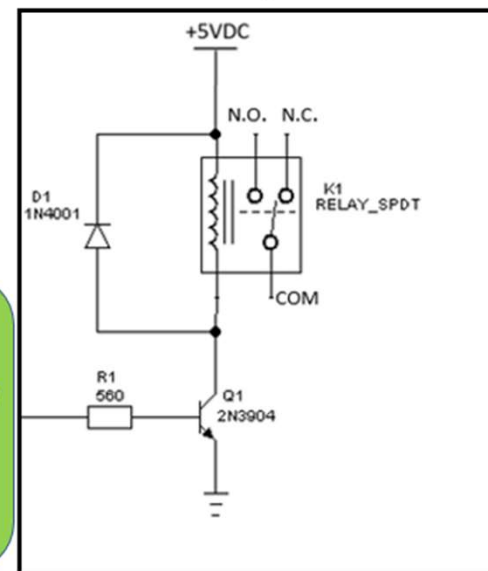 +5VDC
N.O. N.C.
D1
1N4001
K1
RELAY_SPDT
COM
R1
560
Q1
2N3904